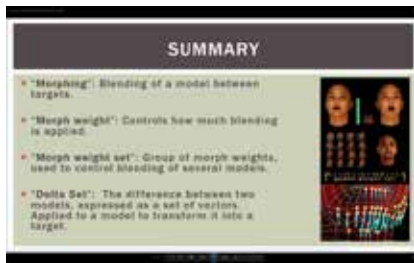 SUMMARY
"Morphing": Blending of a model between
targets.
"Morph weight": Controls how much blending
is applied.
"Morph weight set": Group of morph weights,
used to control blending of several models.
"Delta Set": The difference between two
models, expressed as a set of vectors.
Applied to a model to transform it into a
target.